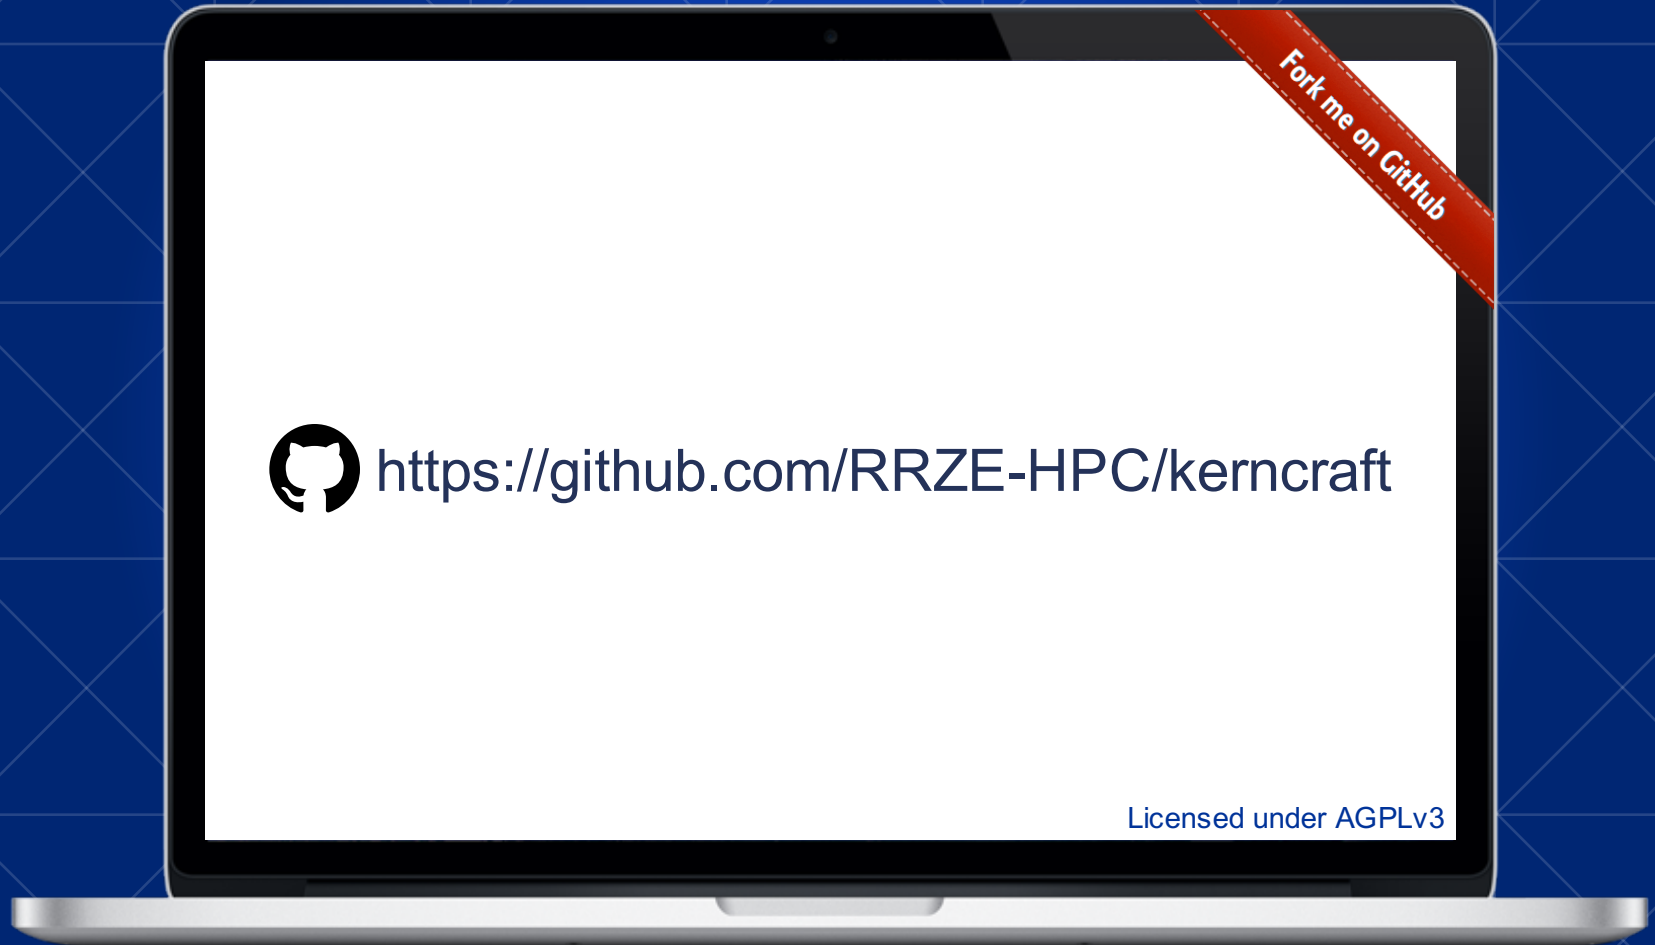 Fork me on GitHub
https://github.com/RRZE-HPC/kerncraft
Licensed under AGPLv3